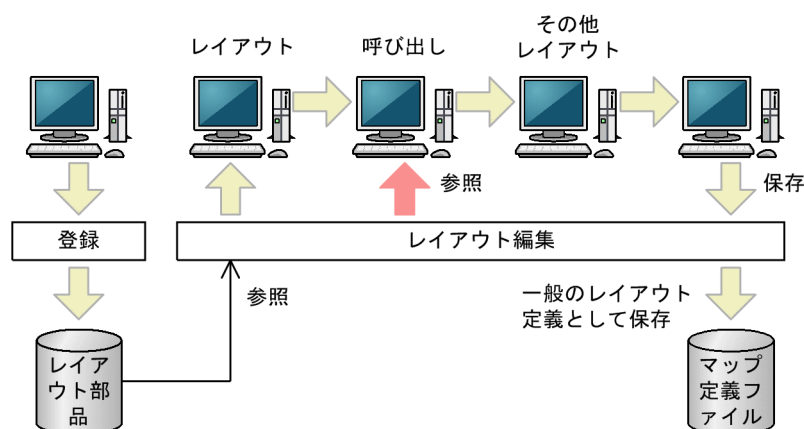 その他
レイアウト
呼び出し
レイアウト
参照
保存
登録
レイアウト編集
参照
一般のレイアウト
定義として保存
レイア
ウト部
品
マップ
定義フ
ァイル